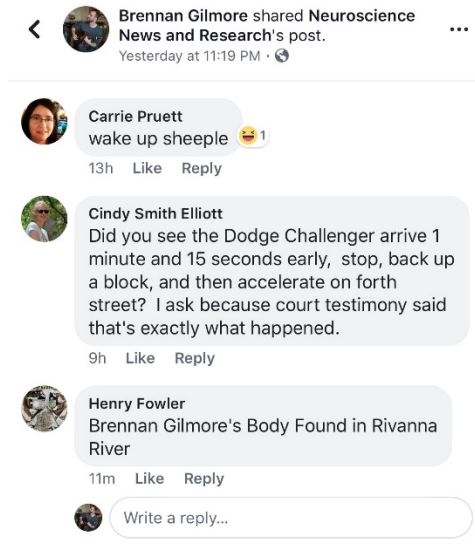 Brennan Gilmore shared Neuroscience
News and Research's post.
Yesterday at 11:19 PM ·
Carrie Pruett
wake up sheeple
1
13h Like Reply
Cindy Smith Elliott
Did you see the Dodge Challenger arrive 1
minute and 15 seconds early, stop, back up
a block, and then accelerate on forth
street? I ask because court testimony said
that's exactly what happened.
9h Like Reply
Henry Fowler
Brennan Gilmore's Body Found in Rivanna
River
11m Like Reply
Write a reply...